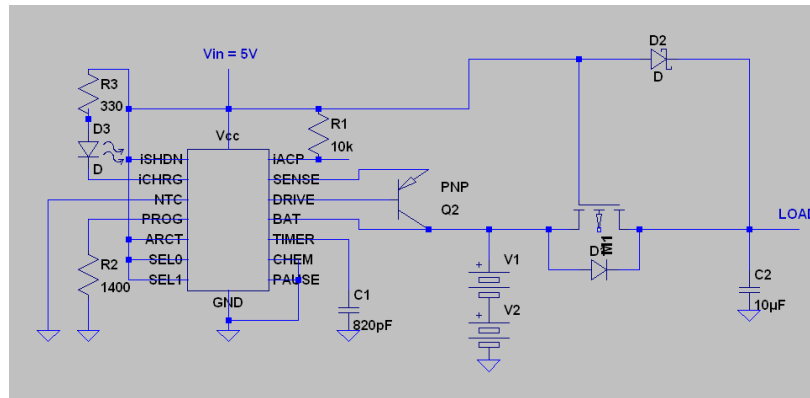 Vin = 5V
R3
330
D3
D
Vcc
R1
10k
iSHDN
iCHRG
NTC
PROG
ARCT
SEL0
SEL1
iACP
SENSE
DRIVE
BAT
TIMER
CHEM
PAUSE
GND
R2
1400
C1
820pF
PNP
Q2
V1
V2
D2
D
M1
LOAD
C2
10µF